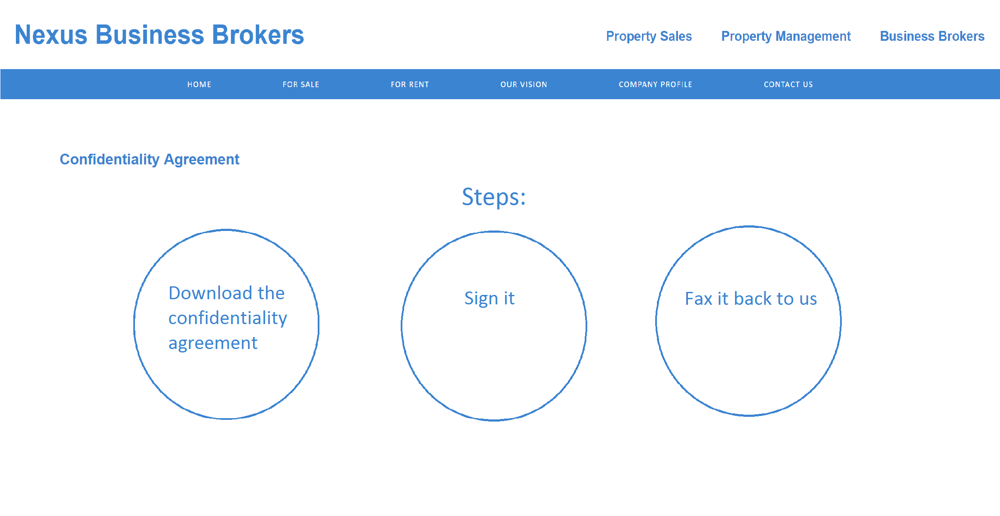 Nexus Business Brokers
Property Sales
Property Management
Business Brokers
HOME
FOR SALE
FOR RENT
OUR VISION
COMPANY PROFILE
CONTACT US
Confidentiality Agreement
Steps:
Download the
confidentiality
agreement
Sign it
Fax it back to us